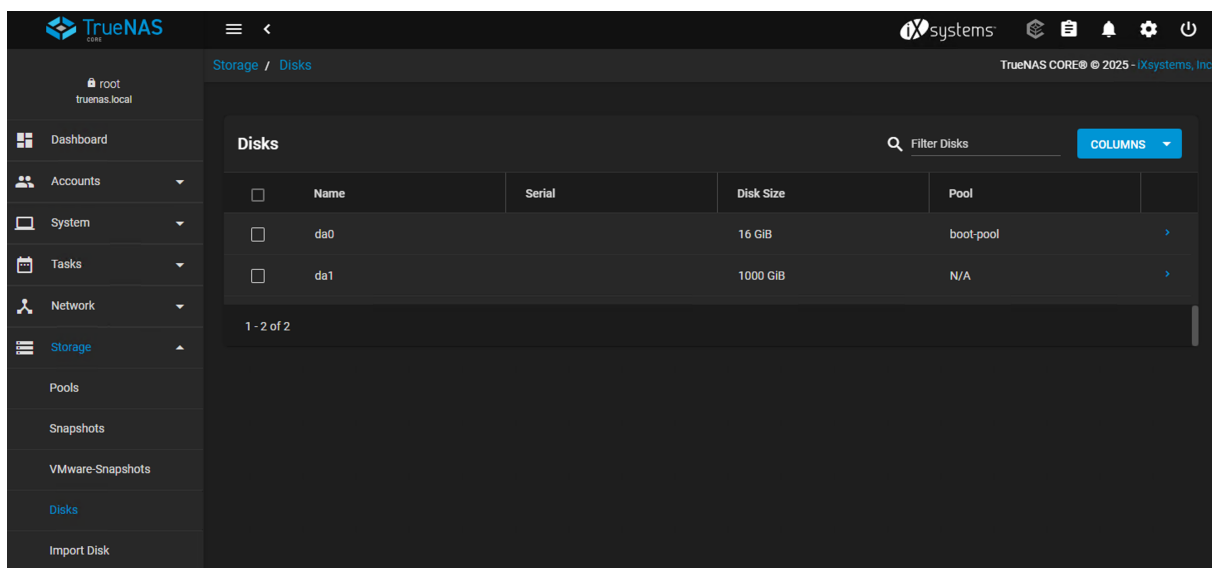 TrueNAS
CORE
iXsystems
Storage / Disks
TrueNAS CORE® © 2025 - iXsystems, Inc
root
truenas.local
Dashboard
Accounts
System
Tasks
Network
Storage
Pools
Snapshots
VMware-Snapshots
Disks
Import Disk
Disks
Filter Disks
COLUMNS
Name Serial Disk Size Pool
da0 16 GiB boot-pool
da1 1000 GiB N/A
1 - 2 of 2